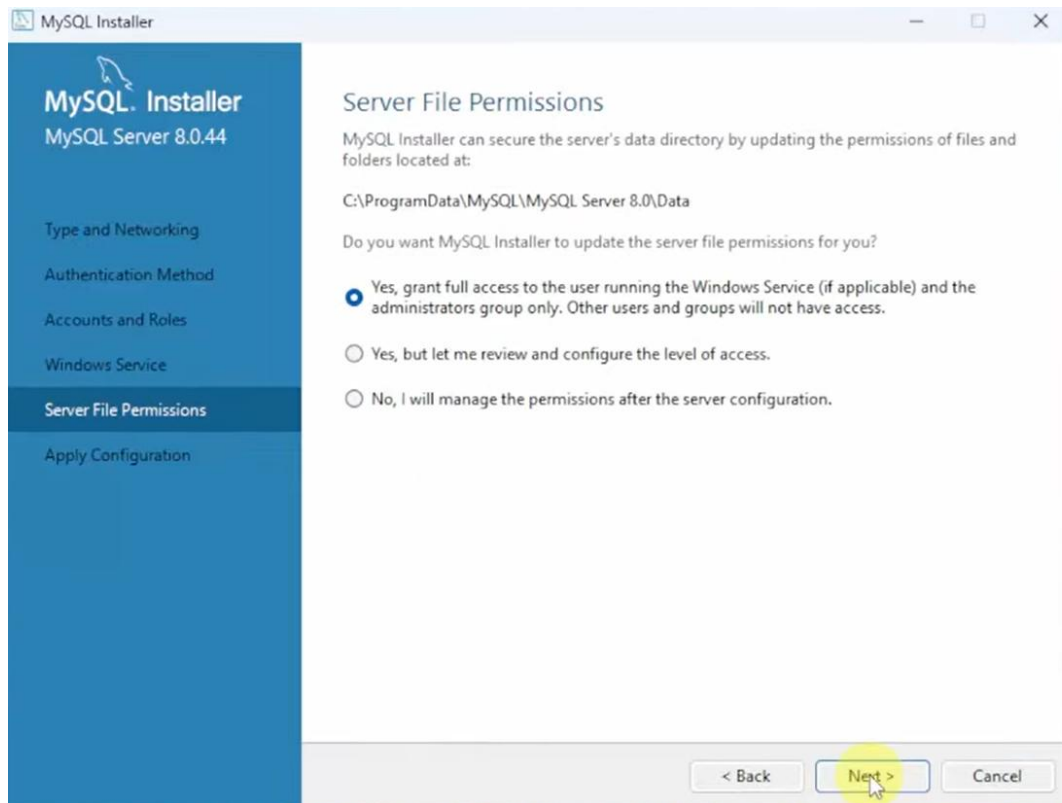 MySQL Installer
MySQL. Installer
MySQL Server 8.0.44
Type and Networking
Authentication Method
Accounts and Roles
Windows Service
Server File Permissions
Apply Configuration
Server File Permissions
MySQL Installer can secure the server's data directory by updating the permissions of files and
folders located at:
C:\ProgramData\MySQL\MySQL Server 8.0\Data
Do you want MySQL Installer to update the server file permissions for you?
Yes, grant full access to the user running the Windows Service (if applicable) and the
administrators group only. Other users and groups will not have access.
Yes, but let me review and configure the level of access.
No, I will manage the permissions after the server configuration.
< Back
Next >
Cancel